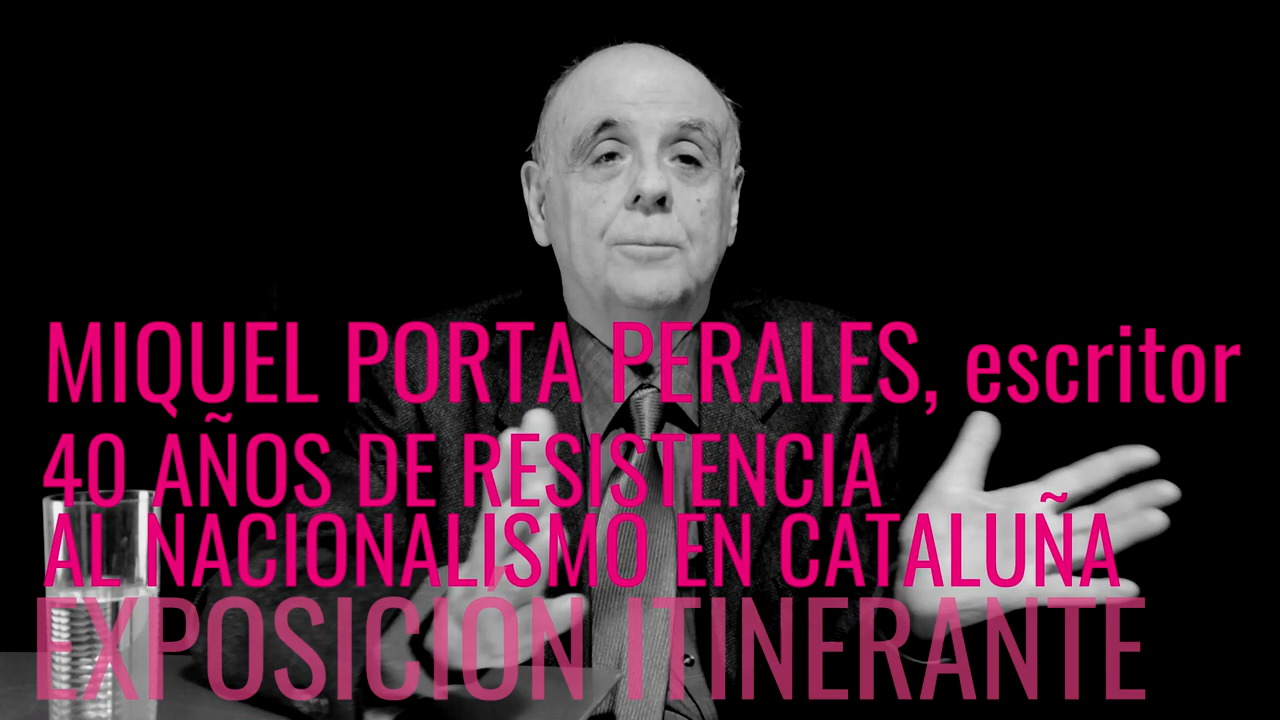 MIQUEL PORTA PERALES, escritor
40 AÑOS DE RESISTENCIA
AL NACIONALISMO EN CATALUÑA
EXPOSICIÓN ITINERANTE